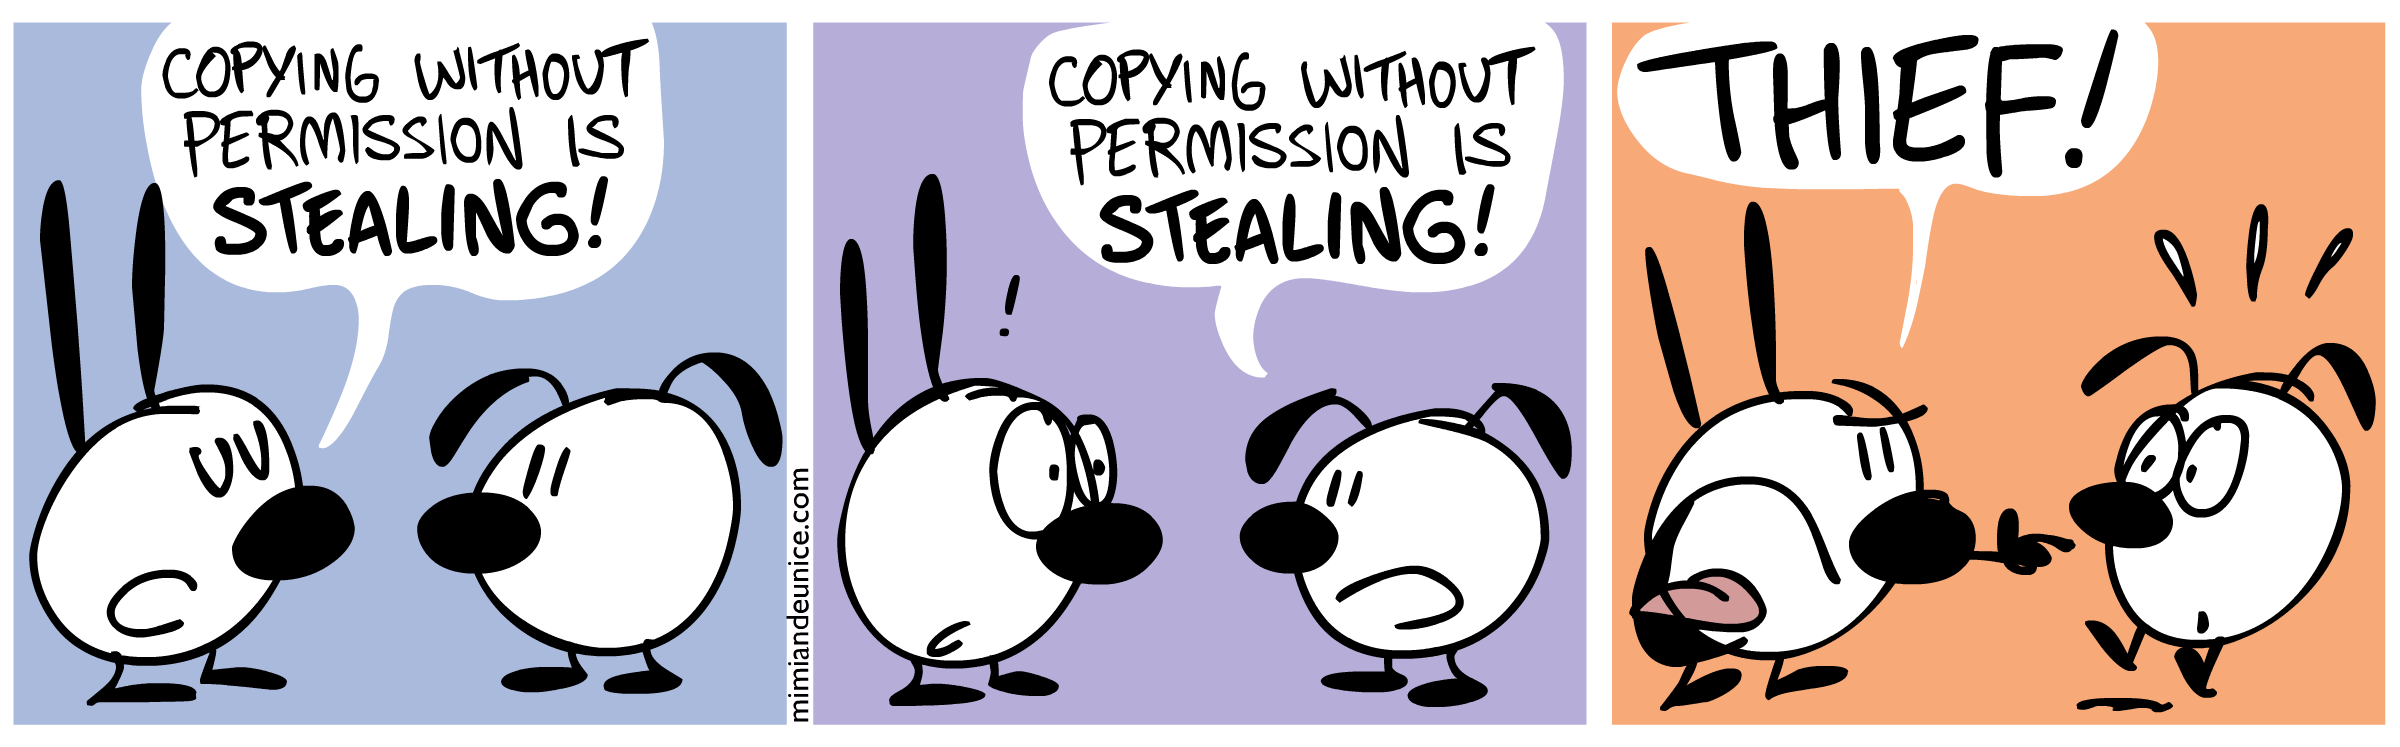 COPYING WITHOUT
PERMISSION IS
STEALING!
mimiandeunice.com
!
COPYING WITHOUT
PERMISSION IS
STEALING!
THIEF!